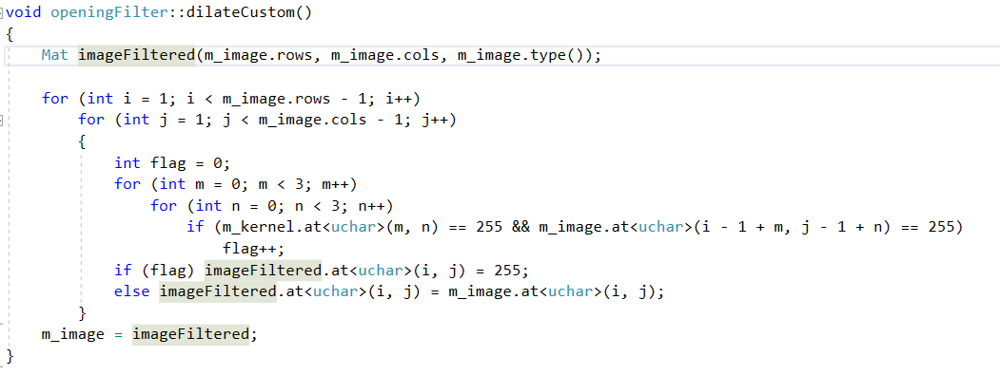 void openingFilter::dilateCustom()
{
    Mat imageFiltered(m_image.rows, m_image.cols, m_image.type());
    for (int i = 1; i < m_image.rows - 1; i++)
        for (int j = 1; j < m_image.cols - 1; j++)
        {
            int flag = 0;
            for (int m = 0; m < 3; m++)
                for (int n = 0; n < 3; n++)
                    if (m_kernel.at<uchar>(m, n) == 255 && m_image.at<uchar>(i - 1 + m, j - 1 + n) == 255)
                        flag++;
            if (flag) imageFiltered.at<uchar>(i, j) = 255;
            else imageFiltered.at<uchar>(i, j) = m_image.at<uchar>(i, j);
        }
    m_image = imageFiltered;
}